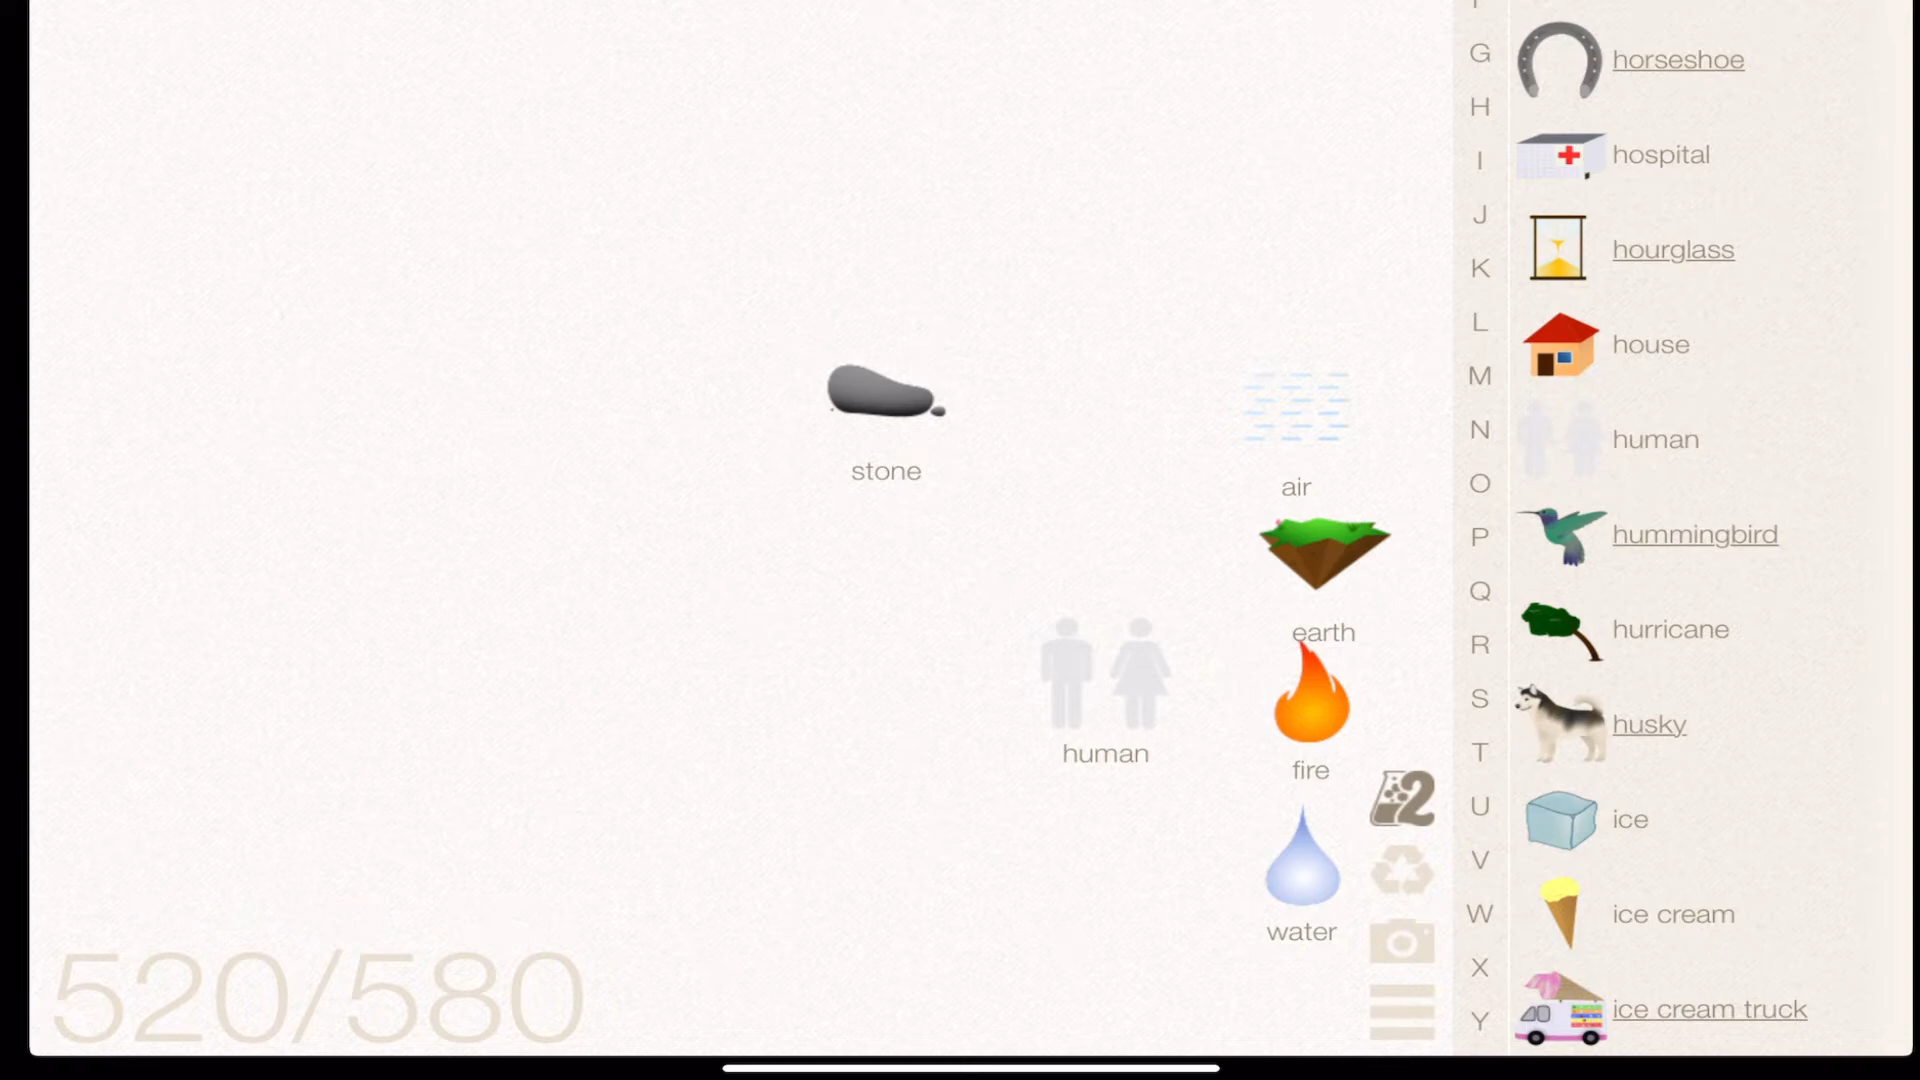 stone
air
earth
human
fire
2
water
520/580
G
H
I
J
K
L
M
N
O
P
Q
R
S
T
U
V
W
X
Y
horseshoe
hospital
hourglass
house
human
hummingbird
hurricane
husky
ice
ice cream
ice cream truck